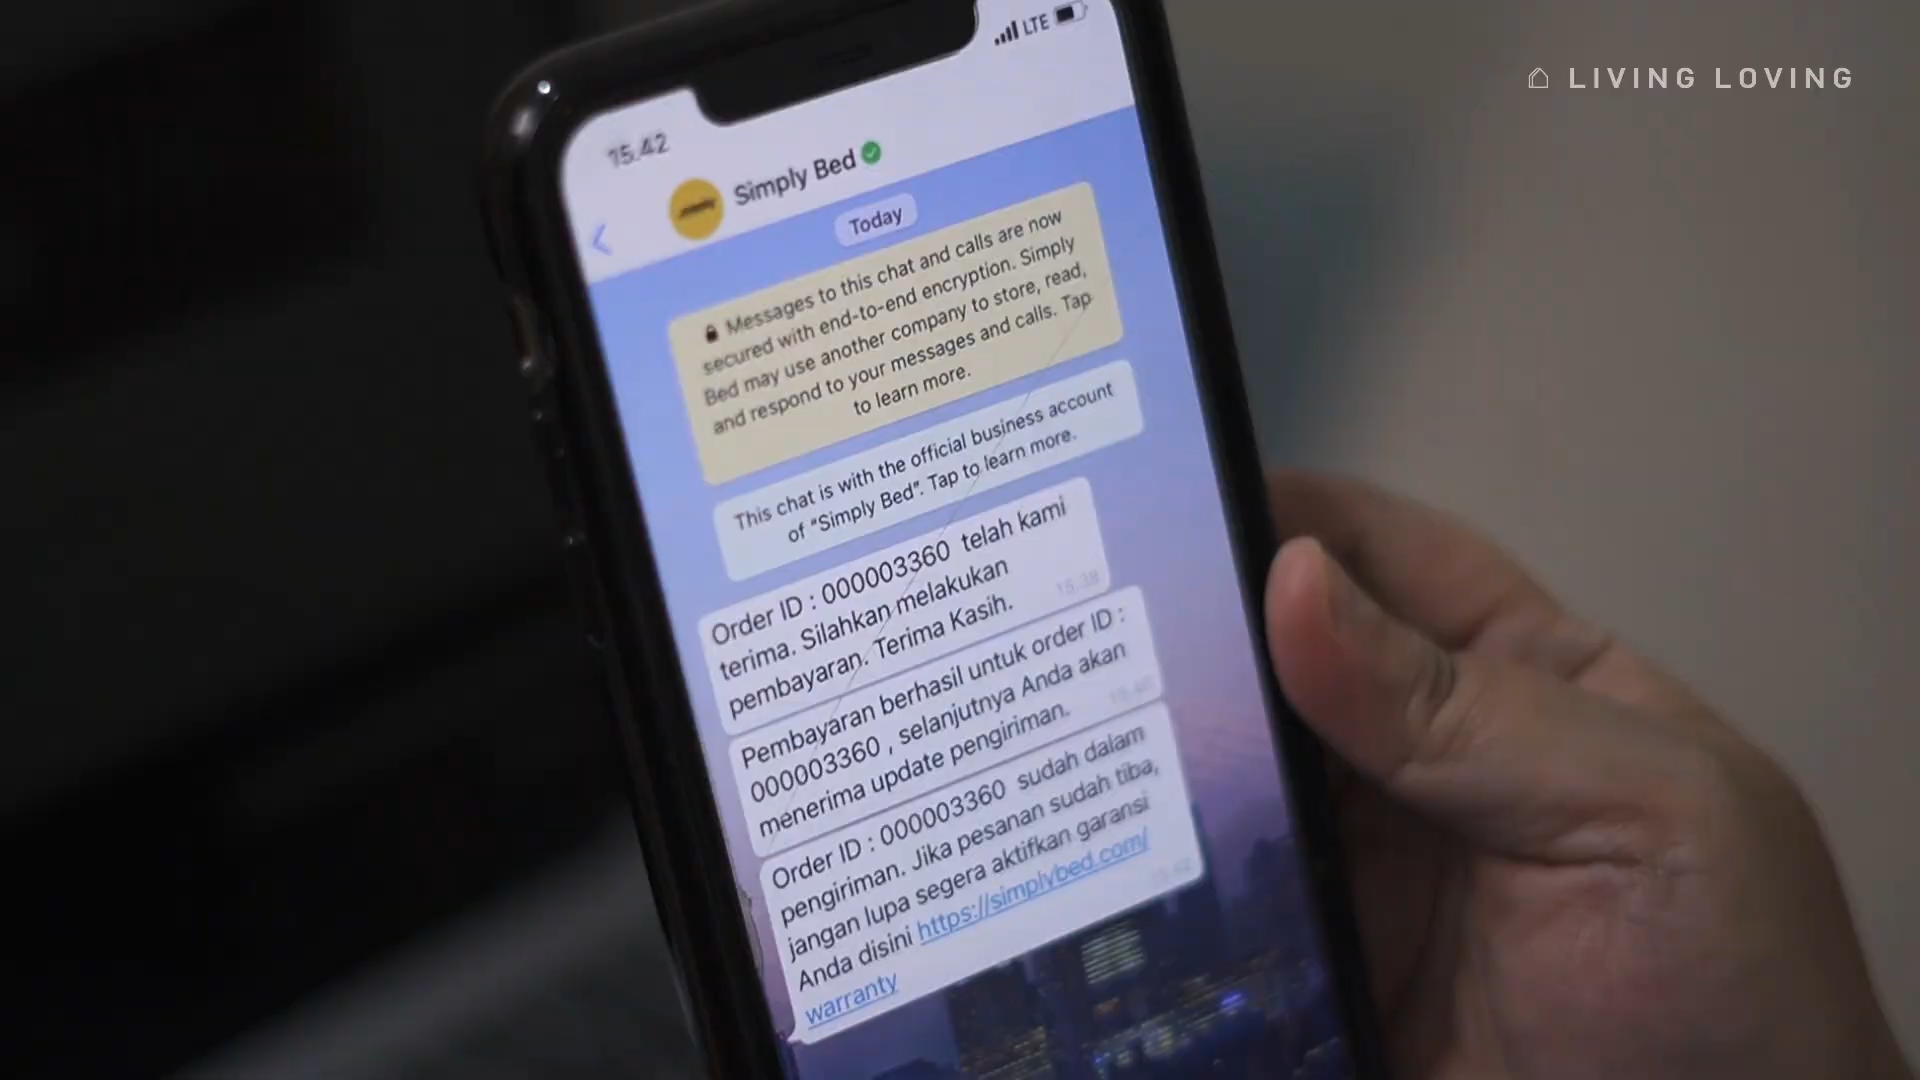 LIVING LOVING
15.42
LTE
Simply Bed
Today
Messages to this chat and calls are now
secured with end-to-end encryption. Simply
Bed may use another company to store, read,
and respond to your messages and calls. Tap
to learn more.
This chat is with the official business account
of "Simply Bed". Tap to learn more.
Order ID : 000003360 telah kami
terima. Silahkan melakukan
pembayaran. Terima Kasih.
15.38
Pembayaran berhasil untuk order ID :
000003360 , selanjutnya Anda akan
menerima update pengiriman.
Order ID : 000003360 sudah dalam
pengiriman. Jika pesanan sudah tiba,
jangan lupa segera aktifkan garansi
Anda disini https://simplybed.com/
warranty